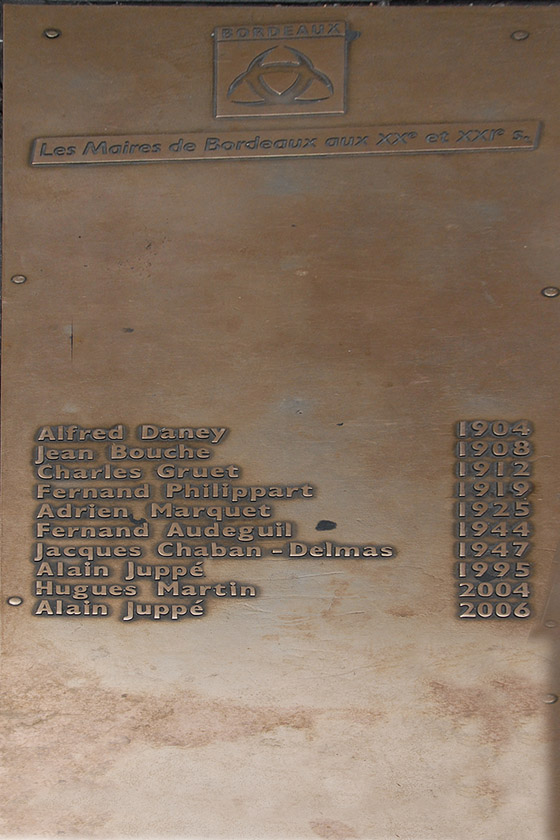 BORDEAUX
Les Maires de Bordeaux aux XXe et XXIe s.
Alfred Daney 1904
Jean Bouche 1908
Charles Gruet 1912
Fernand Philippart 1919
Adrien Marquet 1925
Fernand Audeguil 1944
Jacques Chaban-Delmas 1947
Alain Juppé 1995
Hugues Martin 2004
Alain Juppé 2006